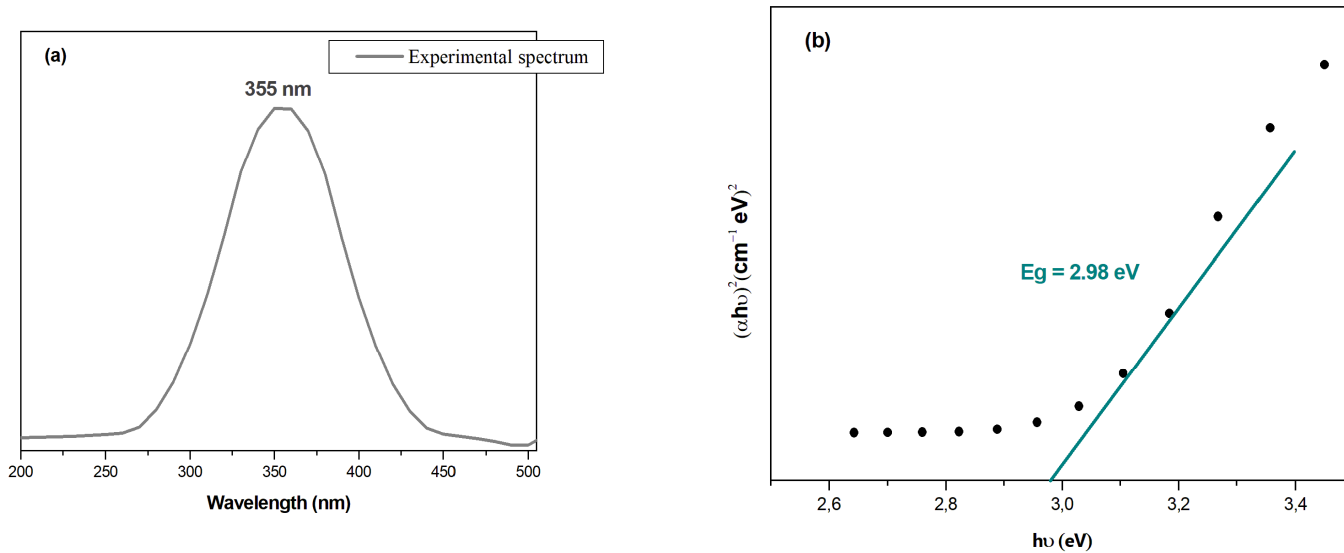 (a)
Experimental spectrum
355 nm
200 250 300 350 400 450 500
Wavelength (nm)
(b)
(αhυ)²(cm⁻¹ eV)²
Eg = 2.98 eV
2,6 2,8 3,0 3,2 3,4
hυ (eV)